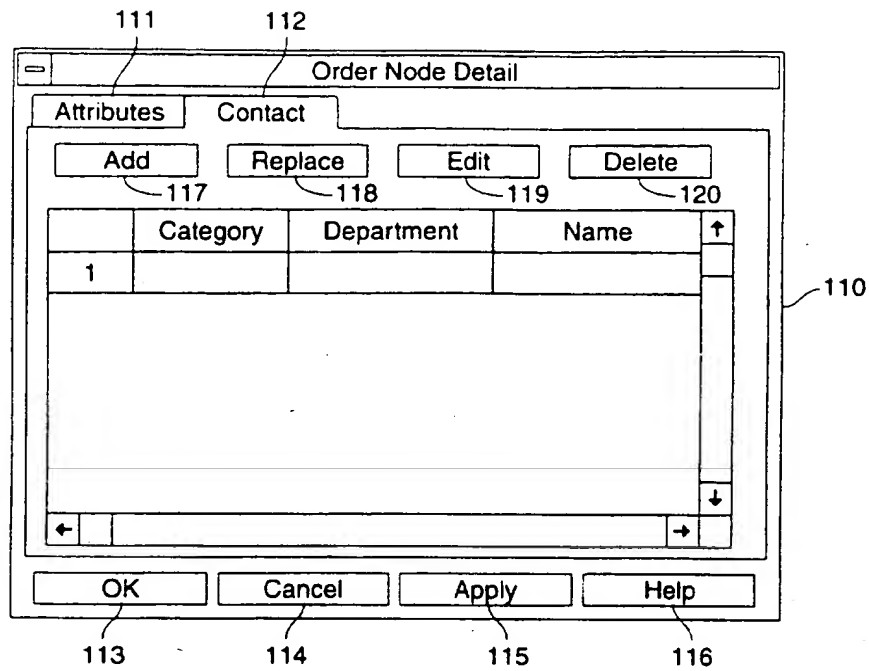 111 112
Order Node Detail
Attributes Contact
Add Replace Edit Delete
117 118 119 120
Category Department Name
1
110
OK Cancel Apply Help
113 114 115 116